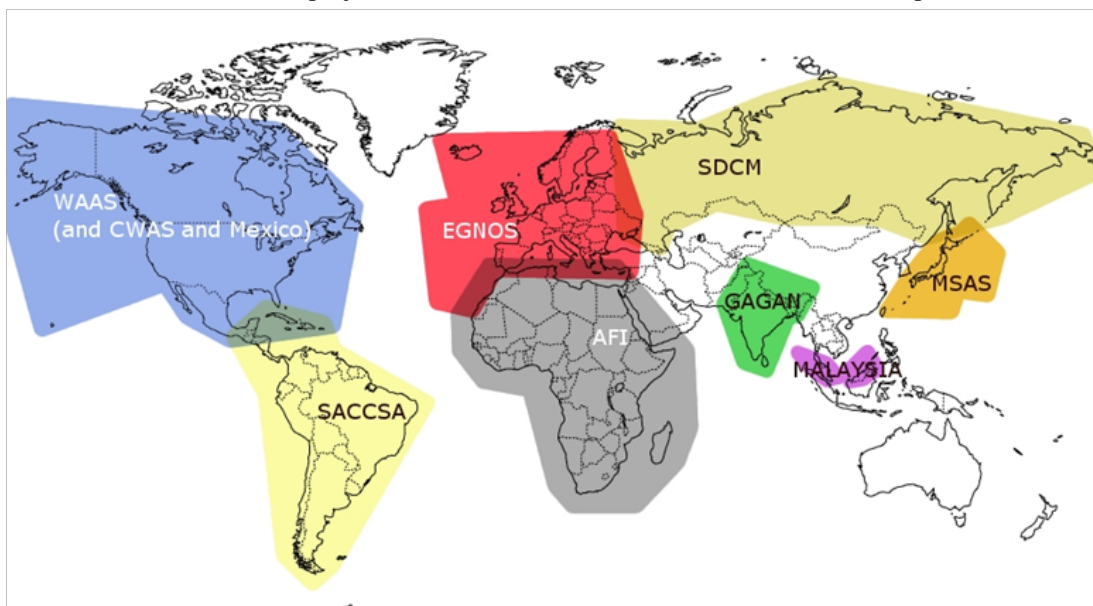 WAAS
(and CWAS and Mexico)
EGNOS
SDCM
MSAS
GAGAN
AFI
MALAYSIA
SACCSA